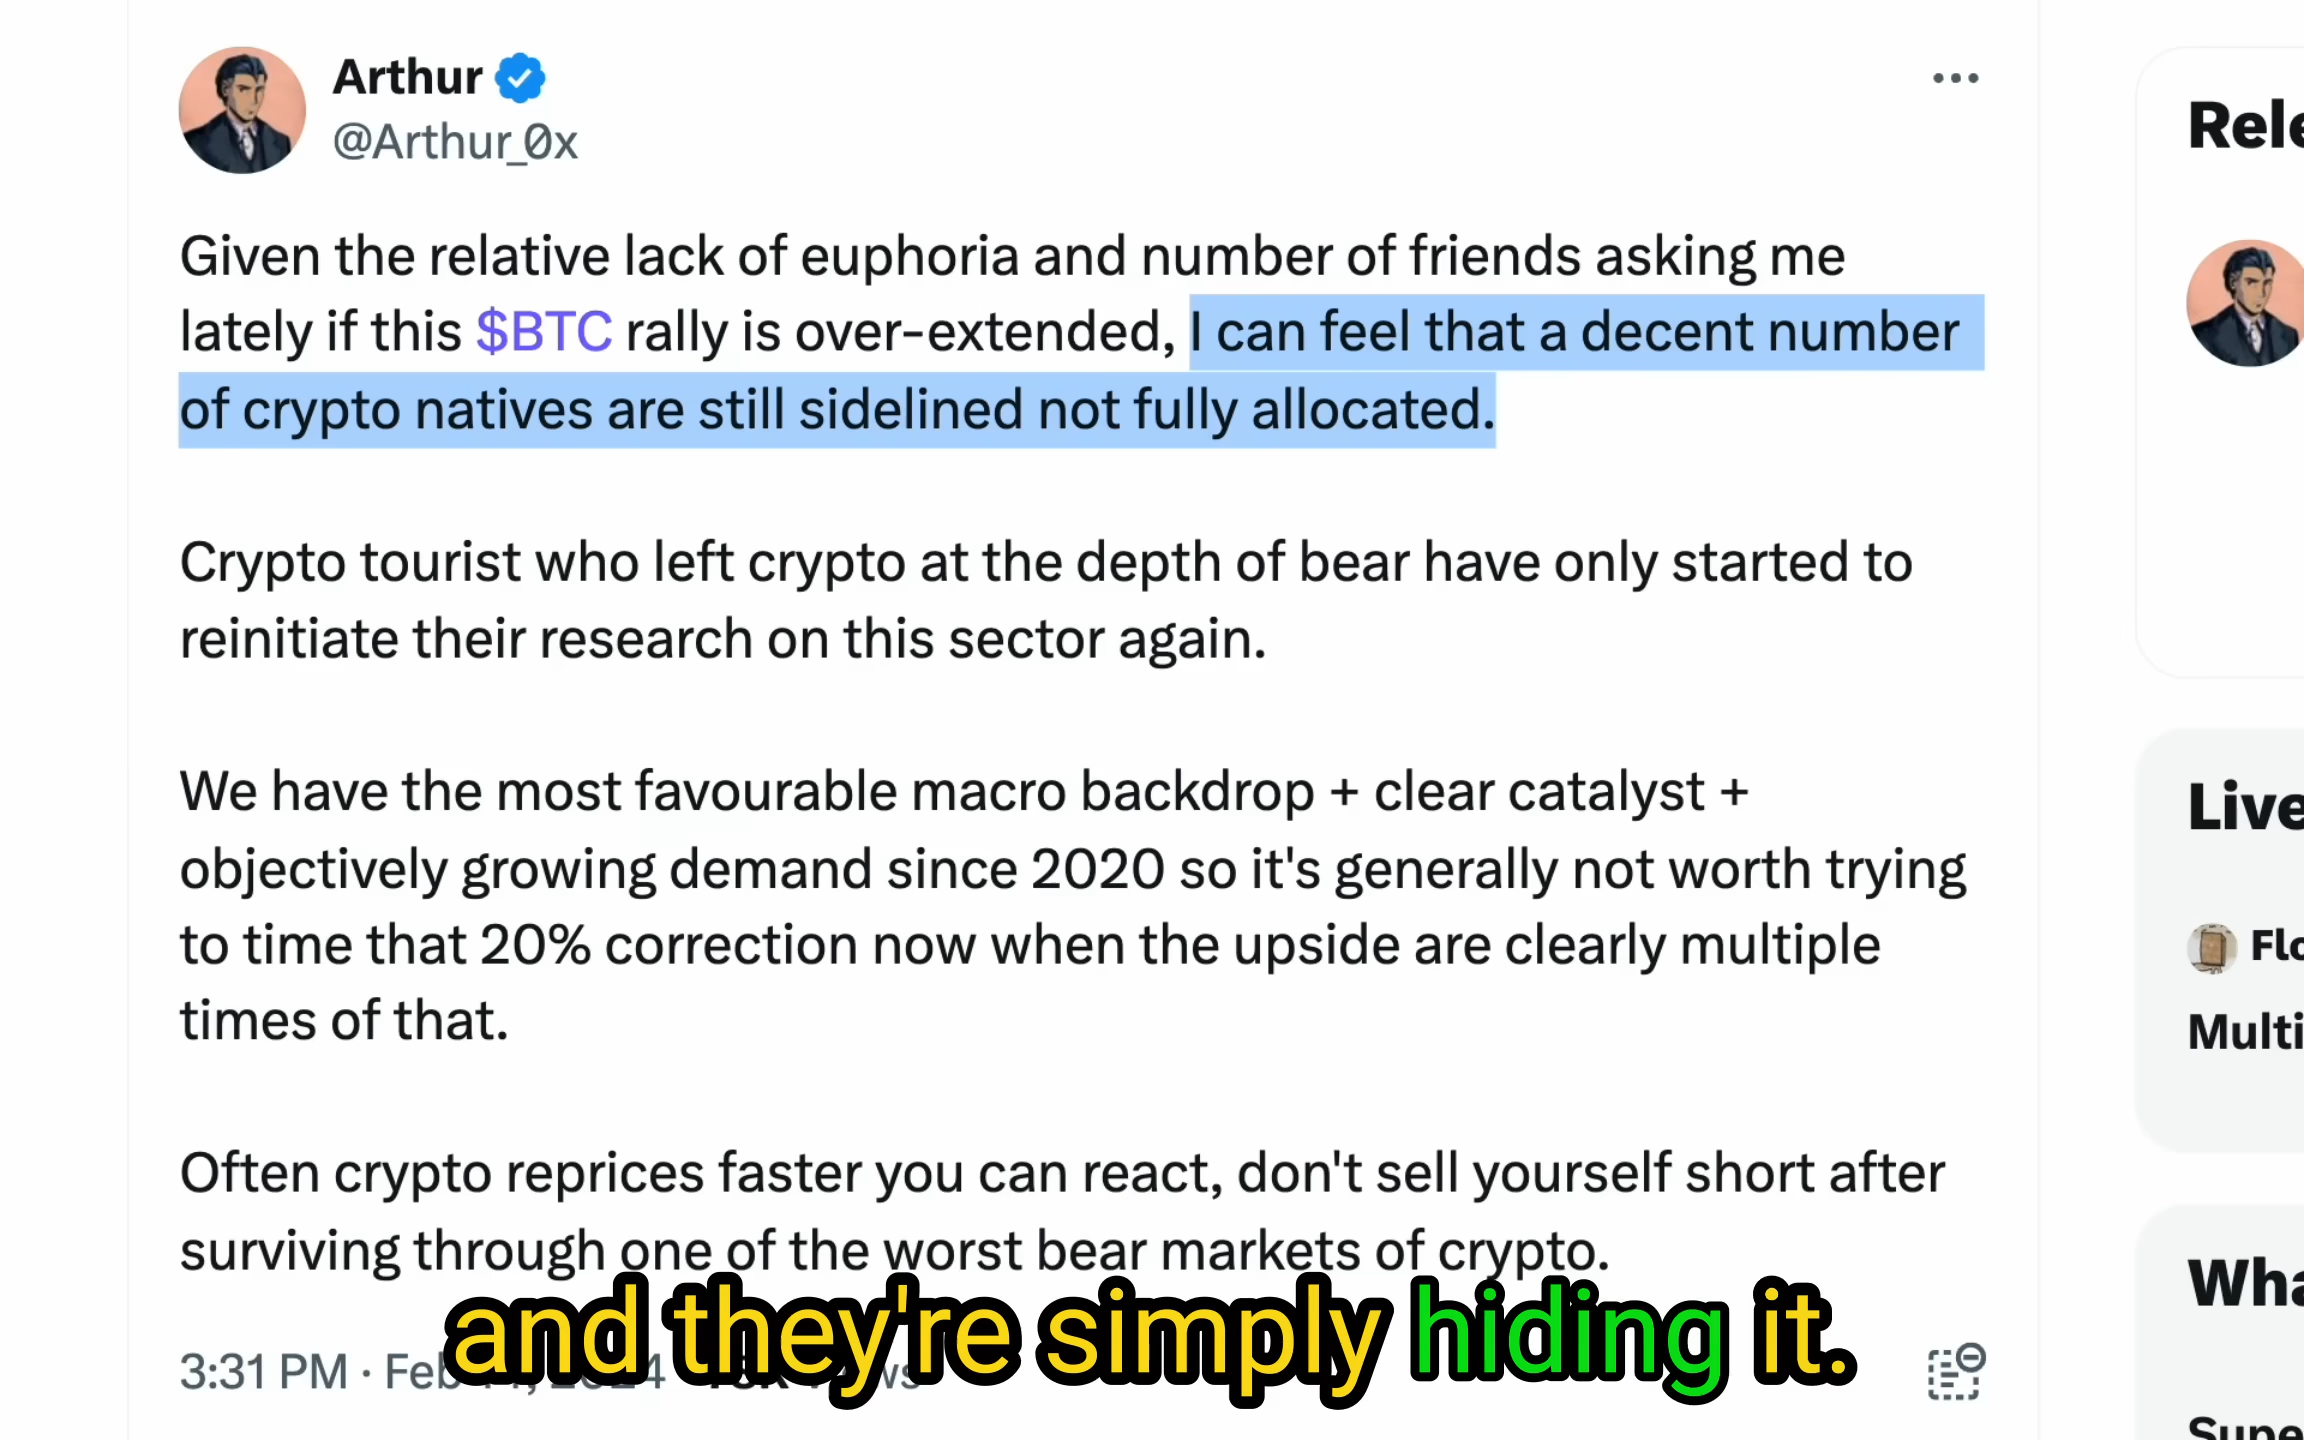 Arthur
@Arthur_0x
Given the relative lack of euphoria and number of friends asking me
lately if this $BTC rally is over-extended, I can feel that a decent number
of crypto natives are still sidelined not fully allocated.
Crypto tourist who left crypto at the depth of bear have only started to
reinitiate their research on this sector again.
We have the most favourable macro backdrop + clear catalyst +
objectively growing demand since 2020 so it's generally not worth trying
to time that 20% correction now when the upside are clearly multiple
times of that.
Often crypto reprices faster you can react, don't sell yourself short after
surviving through one of the worst bear markets of crypto.
and they're simply hiding it.
3:31 PM · Feb
Rele
Live
Flo
Multi
Wha
Supe